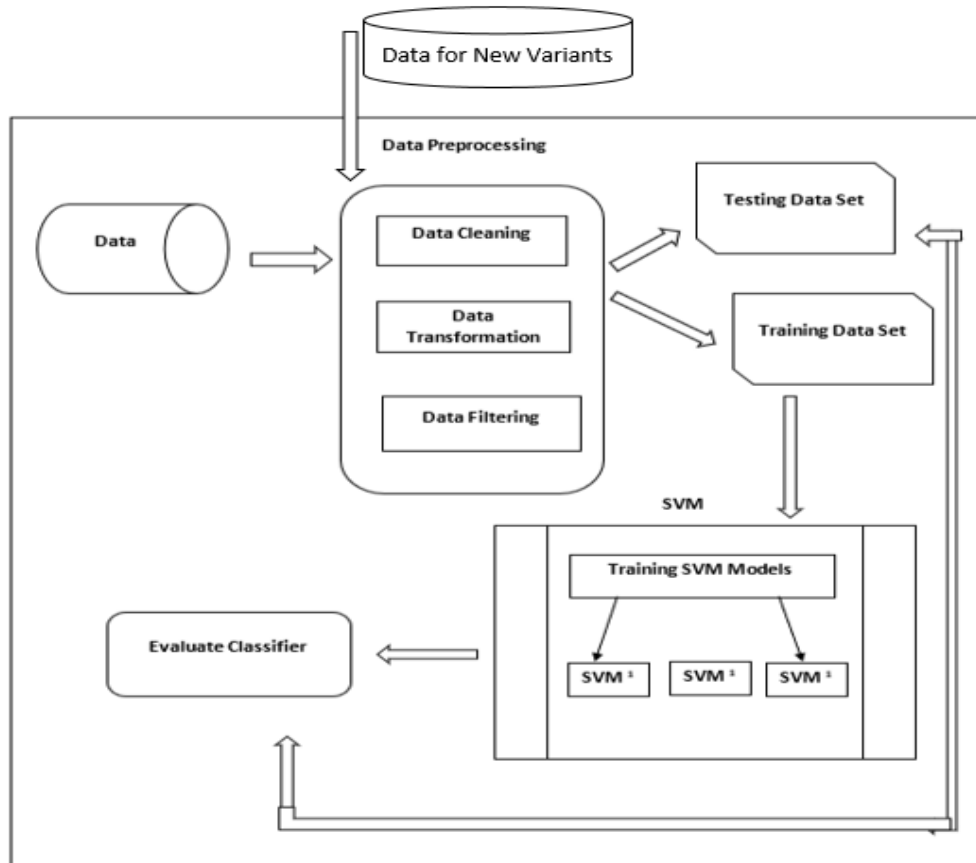 Data for New Variants
Data Preprocessing
Testing Data Set
Data
Data Cleaning
Data
Transformation
Training Data Set
Data Filtering
SVM
Training SVM Models
Evaluate Classifier
SVM ¹
SVM ¹
SVM ¹